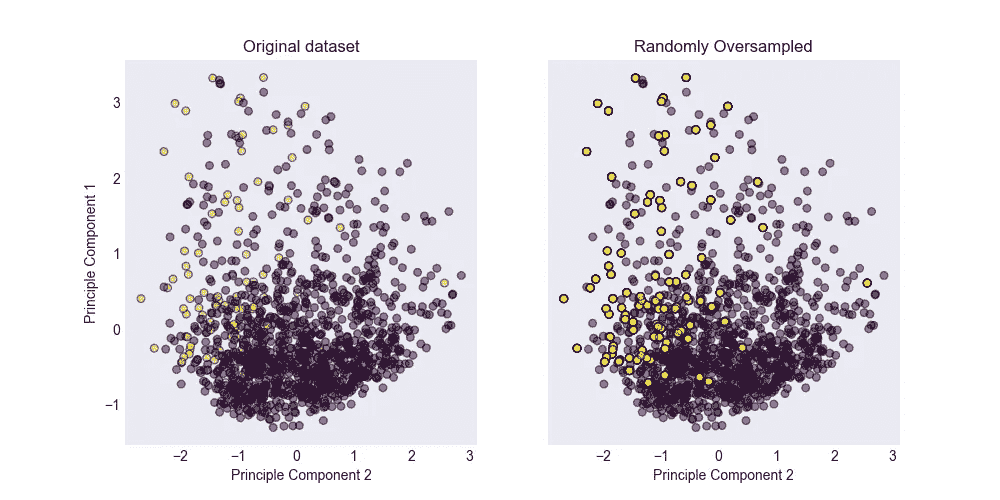 Original dataset
Randomly Oversampled
Principle Component 1
3
2
1
0
−1
−2 −1 0 1 2 3
−2 −1 0 1 2 3
Principle Component 2
Principle Component 2